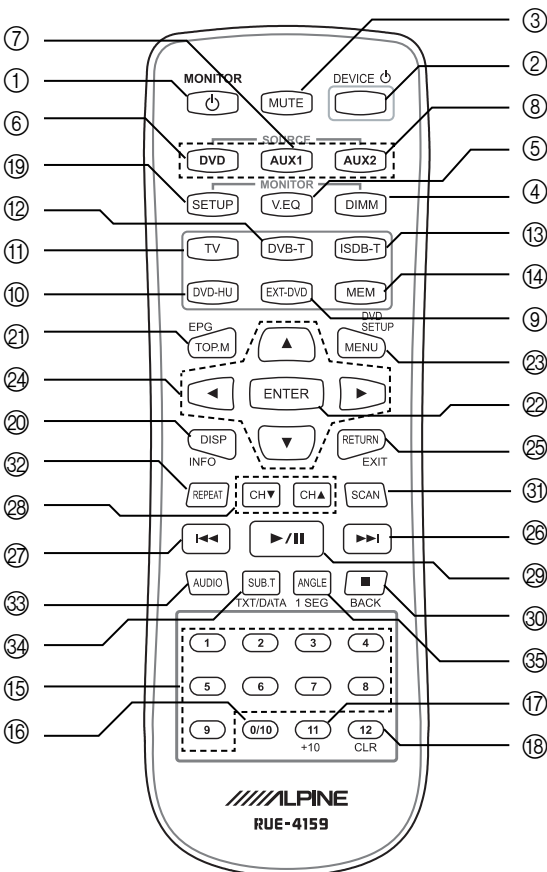 ③
⑦
MONITOR
DEVICE ⏻
① ⏻ MUTE ②
⑥ SOURCE ⑧
DVD AUX1 AUX2
⑲ MONITOR ⑤
SETUP V.EQ DIMM ④
⑫ ⑬
⑪ TV DVB-T ISDB-T
⑩ DVD-HU EXT-DVD MEM ⑭
⑨
EPG DVD
SETUP
㉑ TOP.M ▲ MENU ㉓
㉔ ◄ ENTER ► ㉒
⑳ DISP ▼ RETURN ㉕
INFO EXIT
㉜ REPEAT CH▼ CH▲ SCAN ㉛
㉘ ㉖
㉗ |◄◄ ►/II ►►| ㉙
㉝ AUDIO SUB.T ANGLE ■ ㉚
TXT/DATA 1 SEG BACK
㉞ ㉟
1 2 3 4
⑮ 5 6 7 8
⑯ ⑰
9 0/10 11 12 ⑱
+10 CLR
ALPINE
RUE-4159